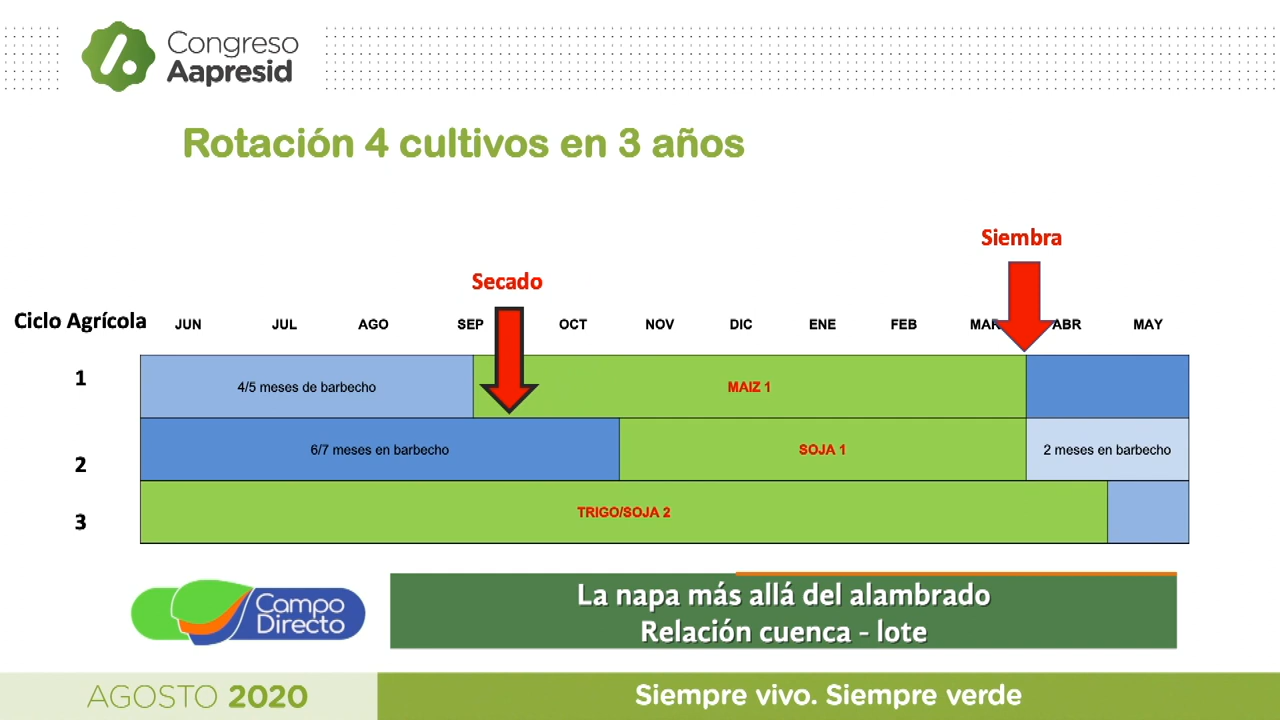 Congreso
Aapresid
Rotación 4 cultivos en 3 años
Siembra
Secado
Ciclo Agrícola JUN JUL AGO SEP OCT NOV DIC ENE FEB MAR ABR MAY
1 4/5 meses de barbecho MAIZ 1
2 6/7 meses en barbecho SOJA 1 2 meses en barbecho
3 TRIGO/SOJA 2
Campo
Directo
La napa más allá del alambrado
Relación cuenca - lote
AGOSTO 2020 Siempre vivo. Siempre verde